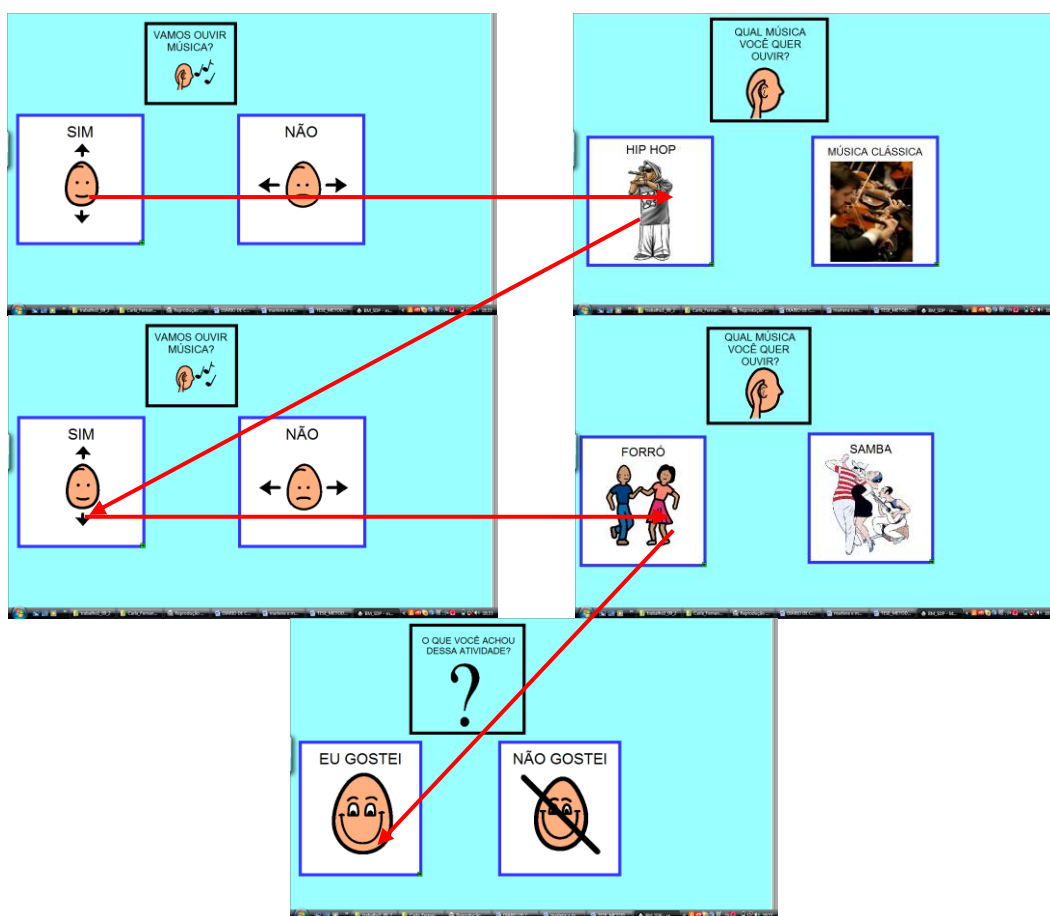 VAMOS OUVIR
MÚSICA?
SIM
NÃO
QUAL MÚSICA
VOCÊ QUER
OUVIR?
HIP HOP
MÚSICA CLÁSSICA
VAMOS OUVIR
MÚSICA?
SIM
NÃO
QUAL MÚSICA
VOCÊ QUER
OUVIR?
FORRÓ
SAMBA
O QUE VOCÊ ACHOU
DESSA ATIVIDADE?
?
EU GOSTEI
NÃO GOSTEI